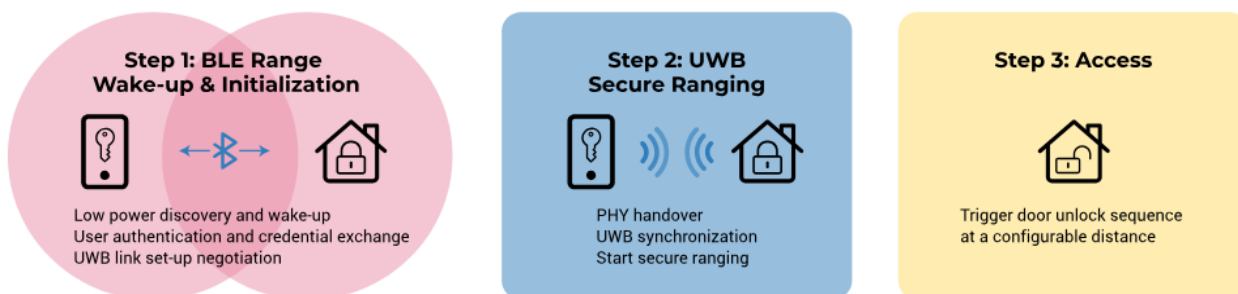 Step 1: BLE Range
Wake-up & Initialization
Low power discovery and wake-up
User authentication and credential exchange
UWB link set-up negotiation
Step 2: UWB
Secure Ranging
PHY handover
UWB synchronization
Start secure ranging
Step 3: Access
Trigger door unlock sequence
at a configurable distance